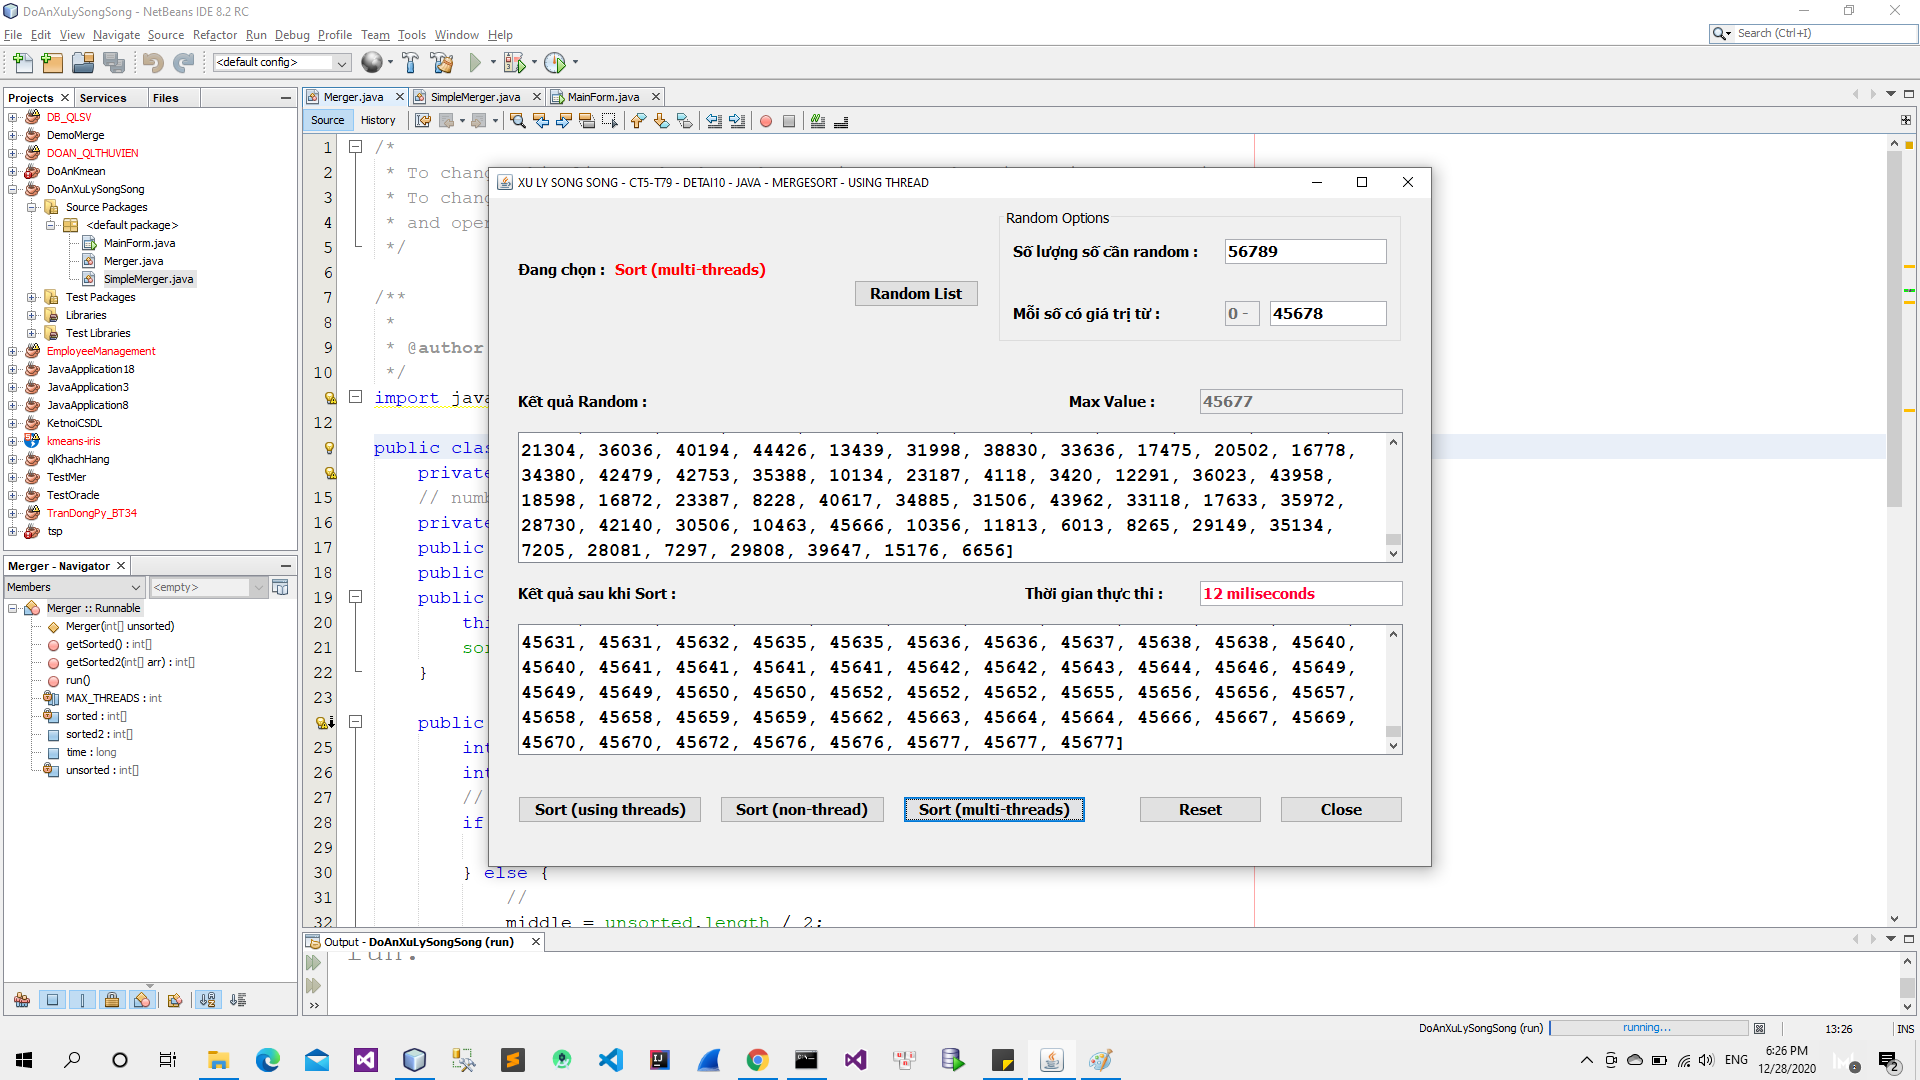 DoAnXuLySongSong - NetBeans IDE 8.2 RC
File Edit View Navigate Source Refactor Run Debug Profile Team Tools Window Help
Search (Ctrl+I)
<default config>
Projects Services Files
DB_QLSV
DemoMerge
DOAN_QLTHUVIEN
DoAnKmean
DoAnXuLySongSong
Source Packages
<default package>
MainForm.java
Merger.java
SimpleMerger.java
Test Packages
Libraries
Test Libraries
EmployeeManagement
JavaApplication18
JavaApplication3
JavaApplication8
KetnoiCSDL
kmeans-iris
qlKhachHang
TestMer
TestOracle
TranDongPy_BT34
tsp
Merger - Navigator
Members <empty>
Merger :: Runnable
Merger(int[] unsorted)
getSorted() : int[]
getSorted2(int[] arr) : int[]
run()
MAX_THREADS : int
sorted : int[]
sorted2 : int[]
time : long
unsorted : int[]
Merger.java SimpleMerger.java MainForm.java
Source History
1 /*
2 * To chang
3 * To chang
4 * and open
5 */
6
7 /**
8 *
9 * @author
10 */
import java
12
public clas
private
15 // numb
16 private
17 public
18 public
19 public
20 thi
21 sor
22 }
23
public
25 int
26 int
27 //
28 if
29
30 } else {
31 //
32 middle = unsorted.length / 2;
XU LY SONG SONG - CT5-T79 - DETAI10 - JAVA - MERGESORT - USING THREAD
Random Options
Số lượng số cần random : 56789
Đang chọn : Sort (multi-threads)
Random List
Mỗi số có giá trị từ : 0 - 45678
Kết quả Random : Max Value : 45677
21304, 36036, 40194, 44426, 13439, 31998, 38830, 33636, 17475, 20502, 16778,
34380, 42479, 42753, 35388, 10134, 23187, 4118, 3420, 12291, 36023, 43958,
18598, 16872, 23387, 8228, 40617, 34885, 31506, 43962, 33118, 17633, 35972,
28730, 42140, 30506, 10463, 45666, 10356, 11813, 6013, 8265, 29149, 35134,
7205, 28081, 7297, 29808, 39647, 15176, 6656]
Kết quả sau khi Sort : Thời gian thực thi : 12 miliseconds
45631, 45631, 45632, 45635, 45635, 45636, 45636, 45637, 45638, 45638, 45640,
45640, 45641, 45641, 45641, 45641, 45642, 45642, 45643, 45644, 45646, 45649,
45649, 45649, 45650, 45650, 45652, 45652, 45652, 45655, 45656, 45656, 45657,
45658, 45658, 45659, 45659, 45662, 45663, 45664, 45664, 45666, 45667, 45669,
45670, 45670, 45672, 45676, 45676, 45677, 45677, 45677]
Sort (using threads) Sort (non-thread) Sort (multi-threads) Reset Close
Output - DoAnXuLySongSong (run)
run:
DoAnXuLySongSong (run) running... 13:26 INS
ENG 6:26 PM
12/28/2020
2